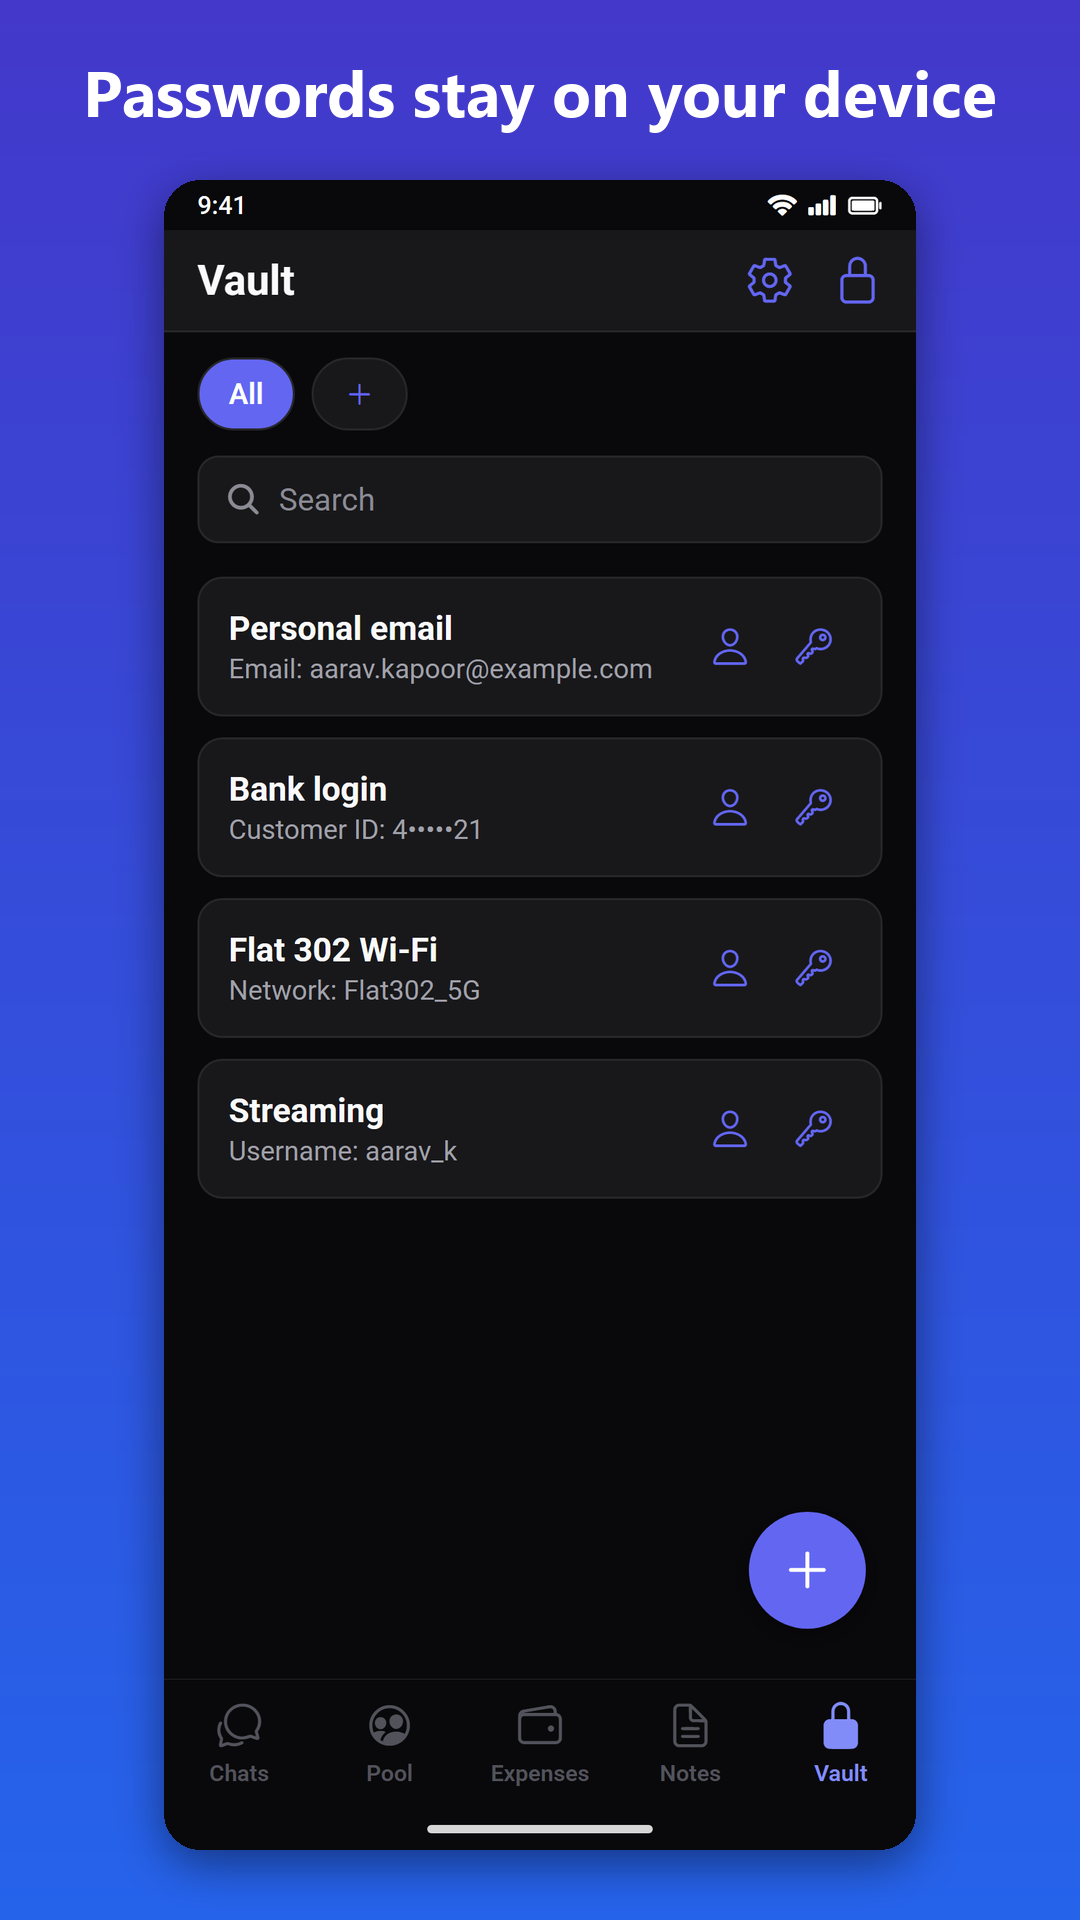 Passwords stay on your device
9:41
Vault
All
+
Search
Personal email
Email: aarav.kapoor@example.com
Bank login
Customer ID: 4•••••21
Flat 302 Wi-Fi
Network: Flat302_5G
Streaming
Username: aarav_k
Chats
Pool
Expenses
Notes
Vault